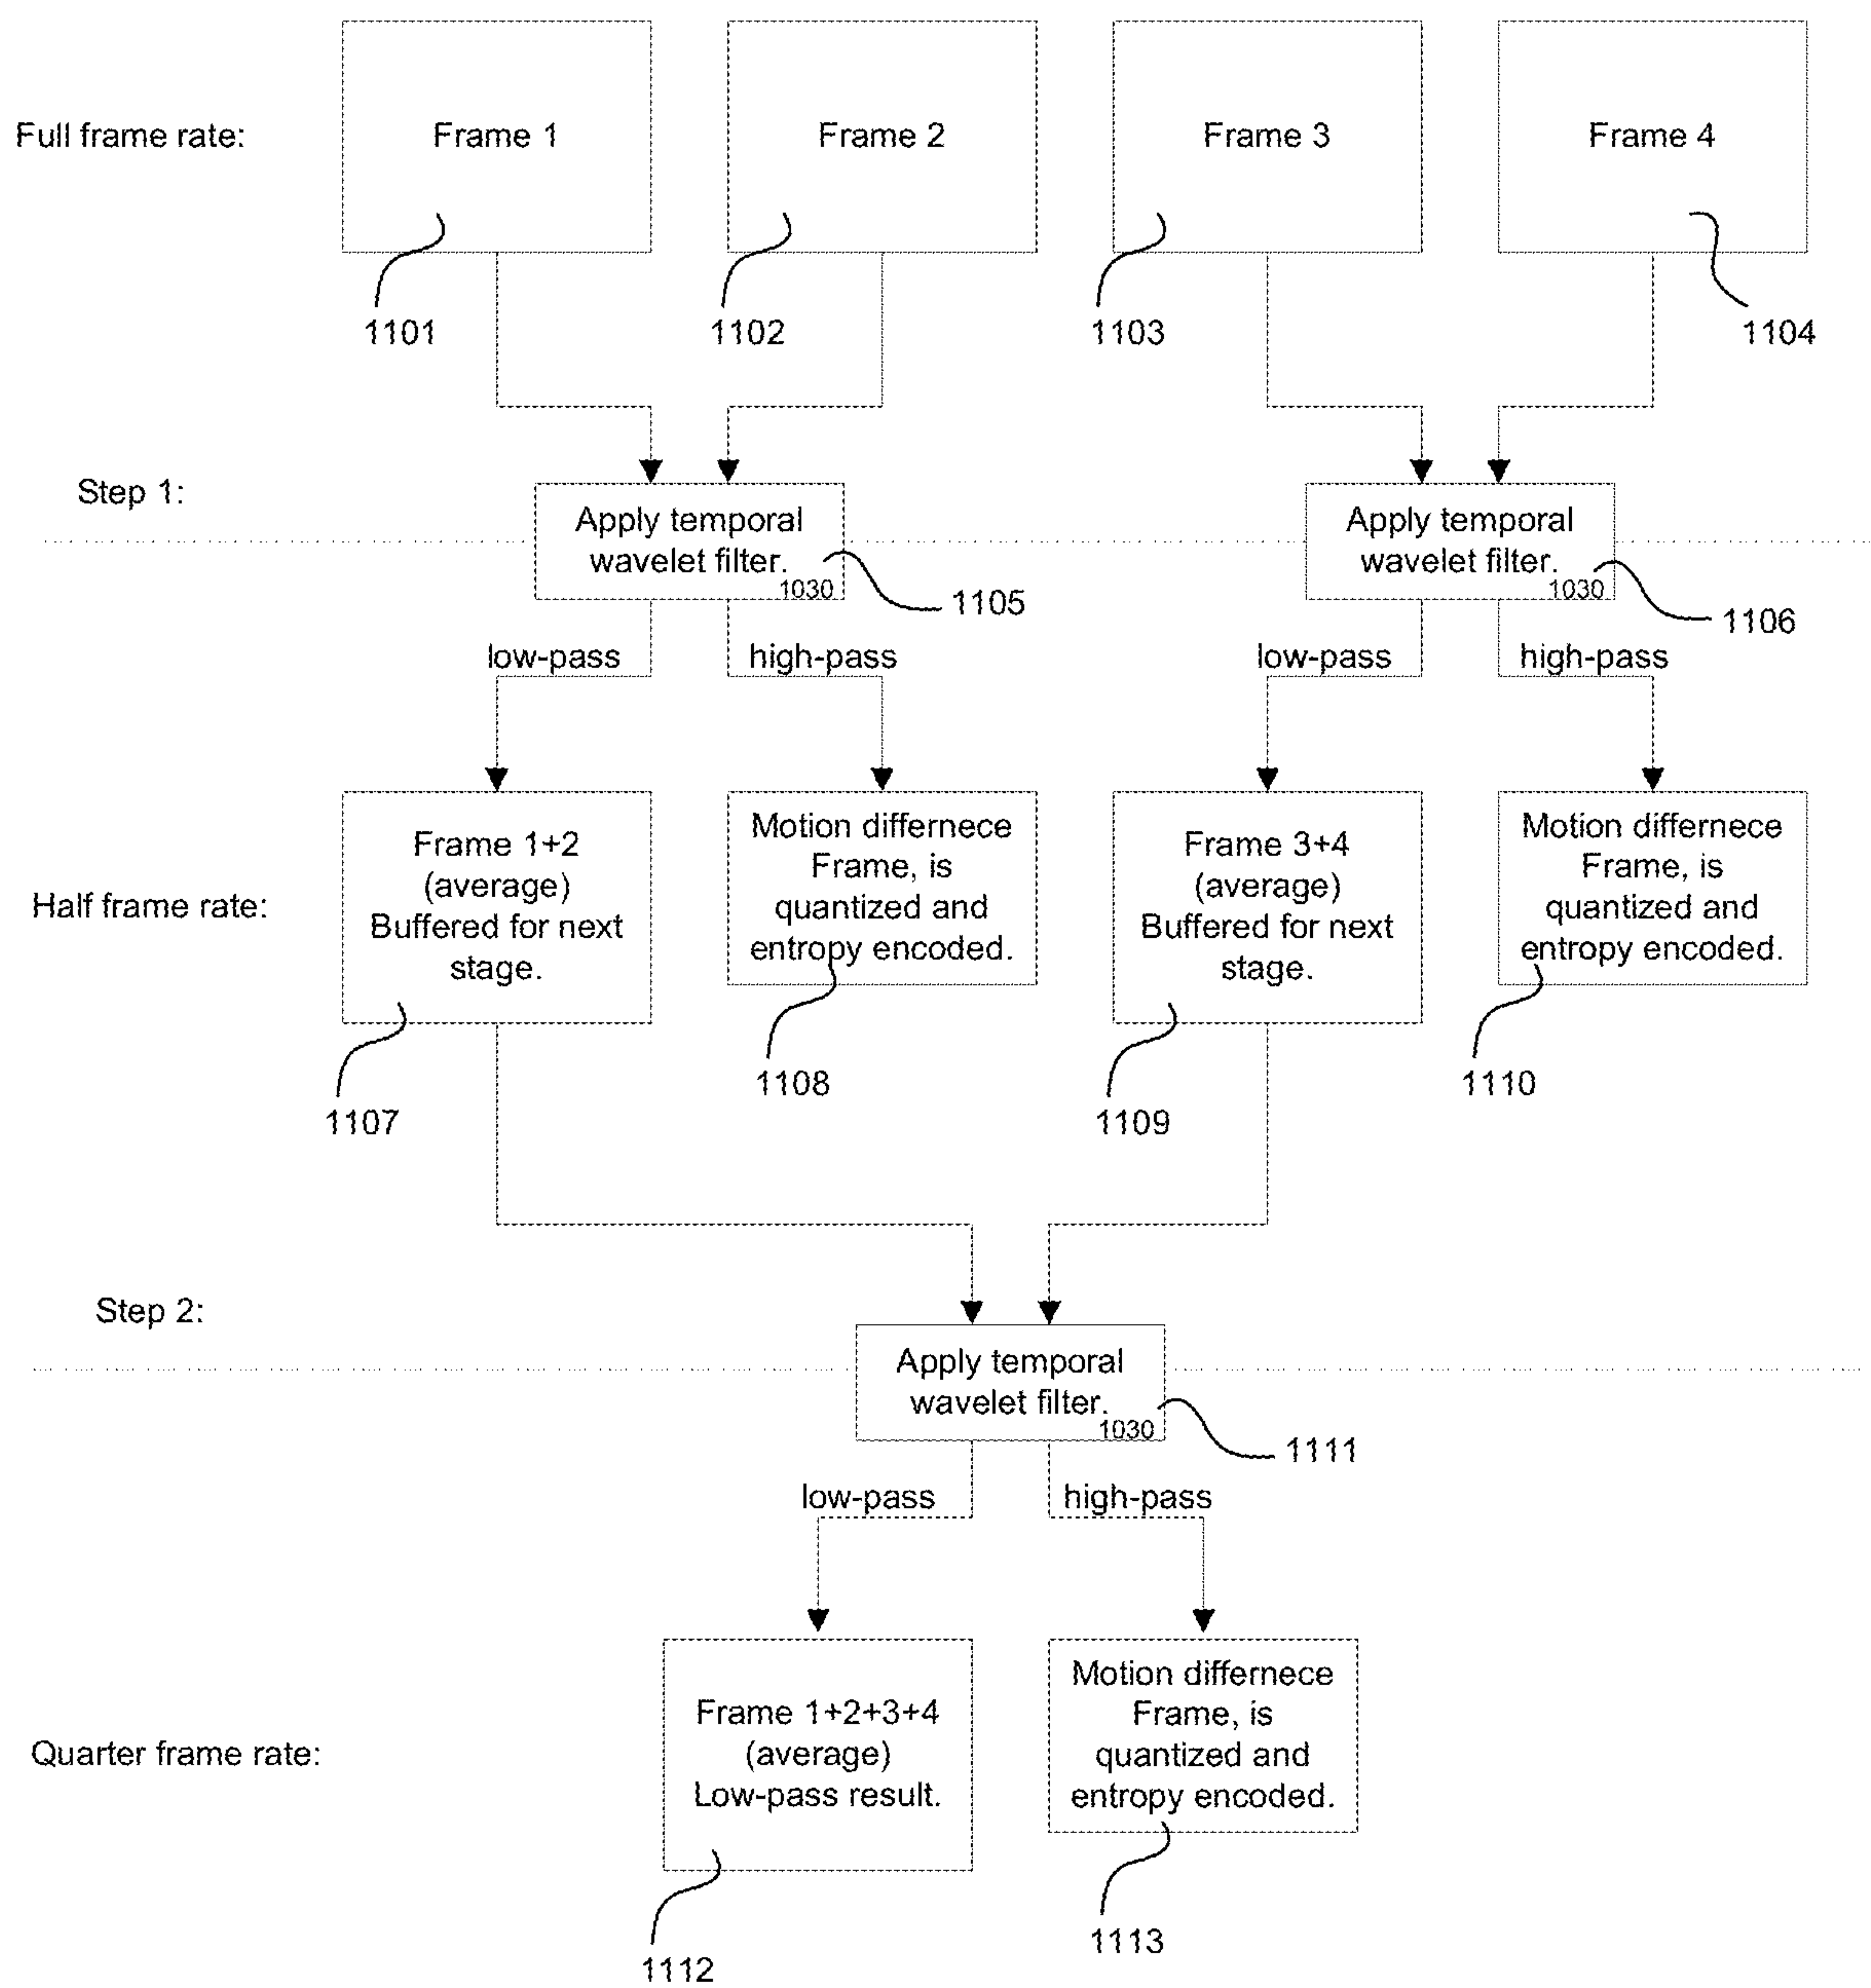 Full frame rate:
Frame 1
Frame 2
Frame 3
Frame 4
1101
1102
1103
1104
Step 1:
Apply temporal
wavelet filter.
1030
1105
Apply temporal
wavelet filter.
1030
1106
low-pass
high-pass
low-pass
high-pass
Half frame rate:
Frame 1+2
(average)
Buffered for next
stage.
Motion differnece
Frame, is
quantized and
entropy encoded.
Frame 3+4
(average)
Buffered for next
stage.
Motion differnece
Frame, is
quantized and
entropy encoded.
1107
1108
1109
1110
Step 2:
Apply temporal
wavelet filter.
1030
1111
low-pass
high-pass
Quarter frame rate:
Frame 1+2+3+4
(average)
Low-pass result.
Motion differnece
Frame, is
quantized and
entropy encoded.
1112
1113